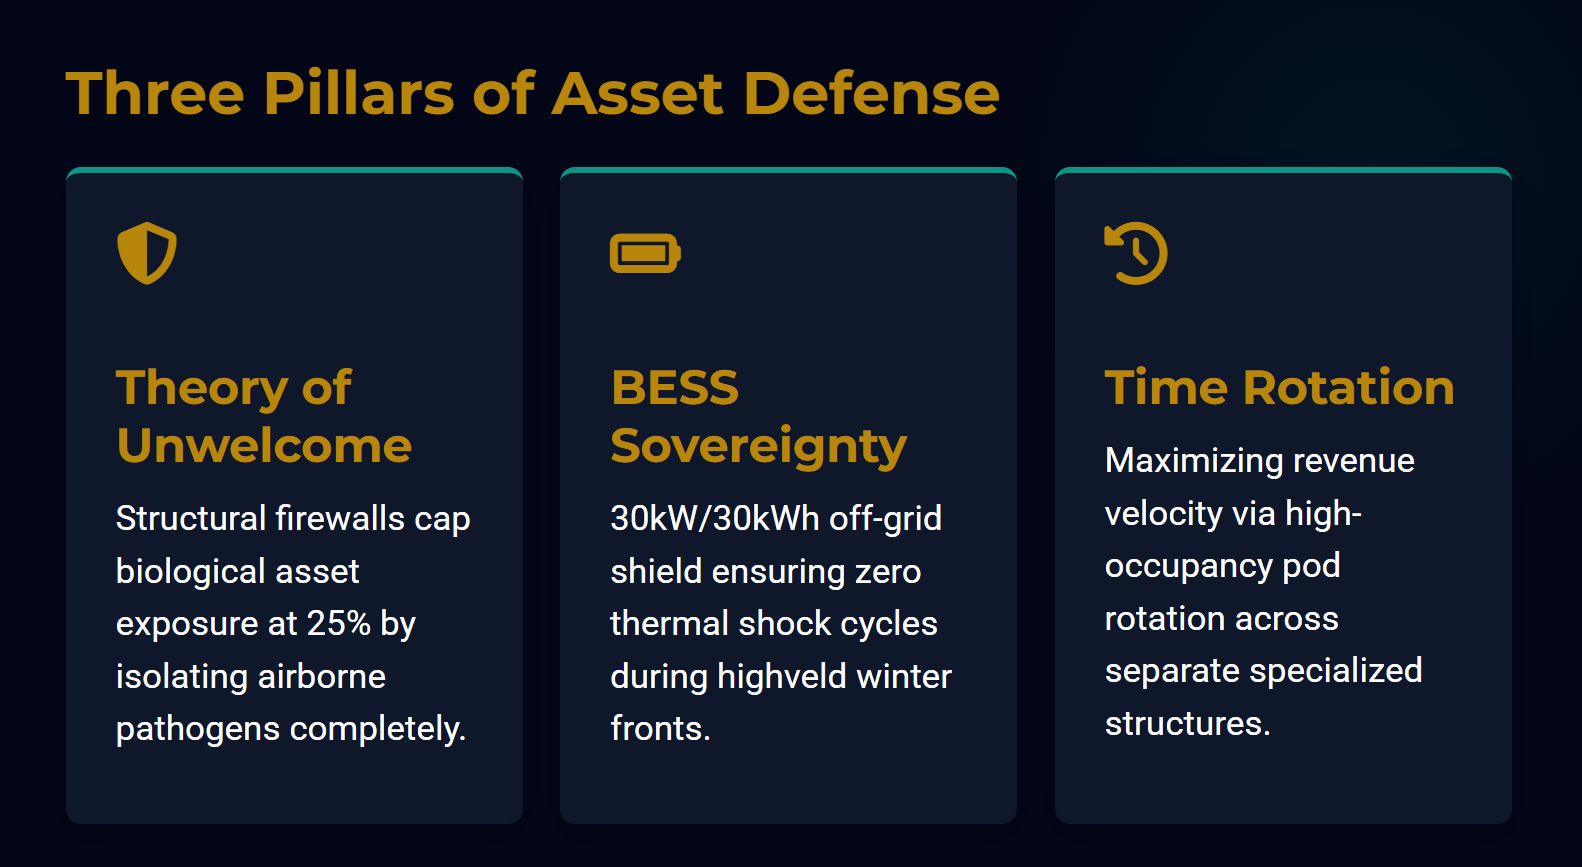 Three Pillars of Asset Defense
Theory of
Unwelcome
Structural firewalls cap
biological asset
exposure at 25% by
isolating airborne
pathogens completely.
BESS
Sovereignty
30kW/30kWh off-grid
shield ensuring zero
thermal shock cycles
during highveld winter
fronts.
Time Rotation
Maximizing revenue
velocity via high-
occupancy pod
rotation across
separate specialized
structures.